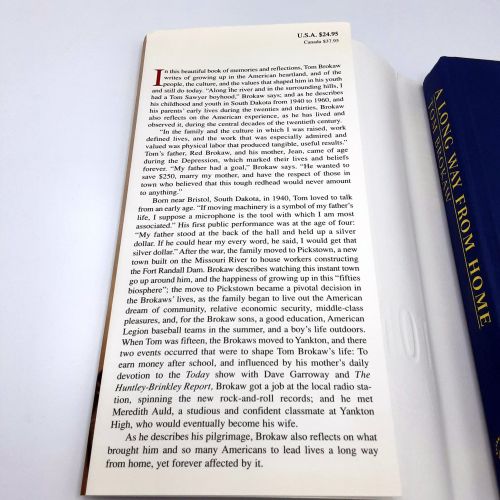 U.S.A. $24.95
Canada $37.95
In this beautiful book of memories and reflections, Tom Brokaw
writes of growing up in the American heartland, and of the
people, the culture, and the values that shaped him in his youth
and still do today. "Along the river and in the surrounding hills, I
had a Tom Sawyer boyhood," Brokaw says; and as he describes
his childhood and youth in South Dakota from 1940 to 1960, and
his parents' early lives during the twenties and thirties, Brokaw
also reflects on the American experience, as he has lived and
observed it, during the central decades of the twentieth century.
"In the family and the culture in which I was raised, work
defined lives, and the work that was especially admired and
valued was physical labor that produced tangible, useful results."
Tom's father, Red Brokaw, and his mother, Jean, came of age
during the Depression, which marked their lives and beliefs
forever. "My father had a goal," Brokaw says. "He wanted to
save $250, marry my mother, and have the respect of those in
town who believed that this tough redhead would never amount
to anything."
Born near Bristol, South Dakota, in 1940, Tom loved to talk
from an early age. "If moving machinery is a symbol of my father's
life, I suppose a microphone is the tool with which I am most
associated." His first public performance was at the age of four:
"My father stood at the back of the hall and held up a silver
dollar. If he could hear my every word, he said, I would get that
silver dollar." After the war, the family moved to Pickstown, a new
town built on the Missouri River to house workers constructing
the Fort Randall Dam. Brokaw describes watching this instant town
go up around him, and the happiness of growing up in this "fifties
biosphere"; the move to Pickstown became a pivotal decision in
the Brokaws' lives, as the family began to live out the American
dream of community, relative economic security, middle-class
pleasures, and, for the Brokaw sons, a good education, American
Legion baseball teams in the summer, and a boy's life outdoors.
When Tom was fifteen, the Brokaws moved to Yankton, and there
two events occurred that were to shape Tom Brokaw's life: To
earn money after school, and influenced by his mother's daily
devotion to the Today show with Dave Garroway and The
Huntley-Brinkley Report, Brokaw got a job at the local radio sta-
tion, spinning the new rock-and-roll records; and he met
Meredith Auld, a studious and confident classmate at Yankton
High, who would eventually become his wife.
As he describes his pilgrimage, Brokaw also reflects on what
brought him and so many Americans to lead lives a long way
from home, yet forever affected by it.
A LONG WAY FROM HOME